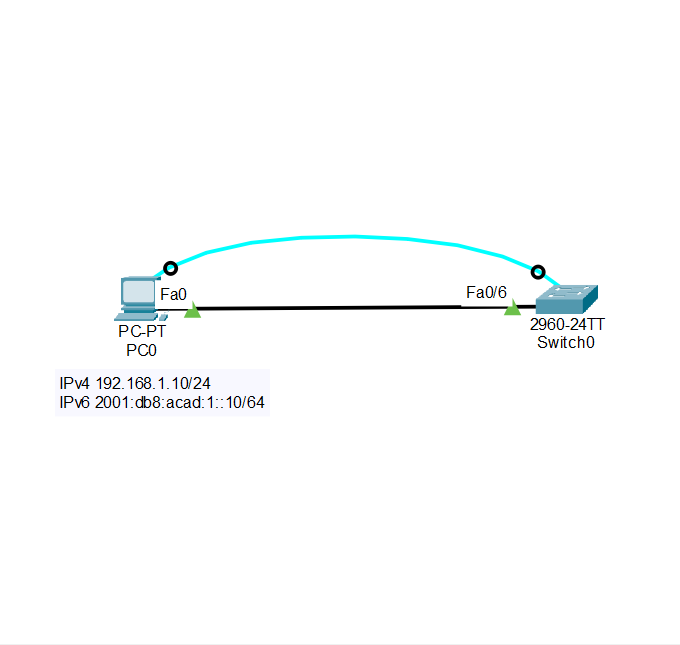 Fa0
Fa0/6
PC-PT
PC0
2960-24TT
Switch0
IPv4 192.168.1.10/24
IPv6 2001:db8:acad:1::10/64